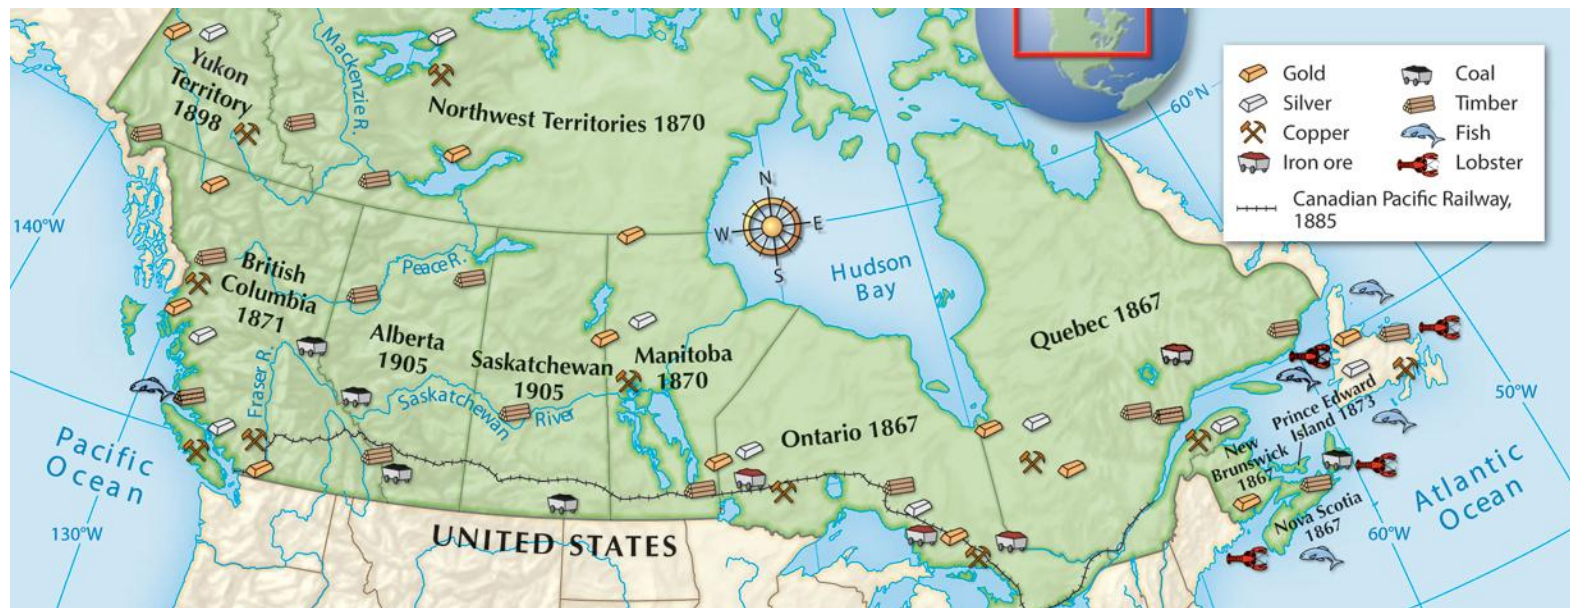 Yukon
Territory
1898
Mackenzie R.
Northwest Territories 1870
60°N
Gold
Silver
Copper
Iron ore
Coal
Timber
Fish
Lobster
Canadian Pacific Railway,
1885
140°W
N
W
E
S
British
Columbia
1871
Peace R.
Hudson
Bay
Quebec 1867
Alberta
1905
Saskatchewan
1905
Manitoba
1870
Fraser R.
Saskatchewan
River
Ontario 1867
Prince Edward
Island 1873
50°W
New
Brunswick
1867
Nova Scotia
1867
Pacific
Ocean
Atlantic
Ocean
130°W
60°W
UNITED STATES